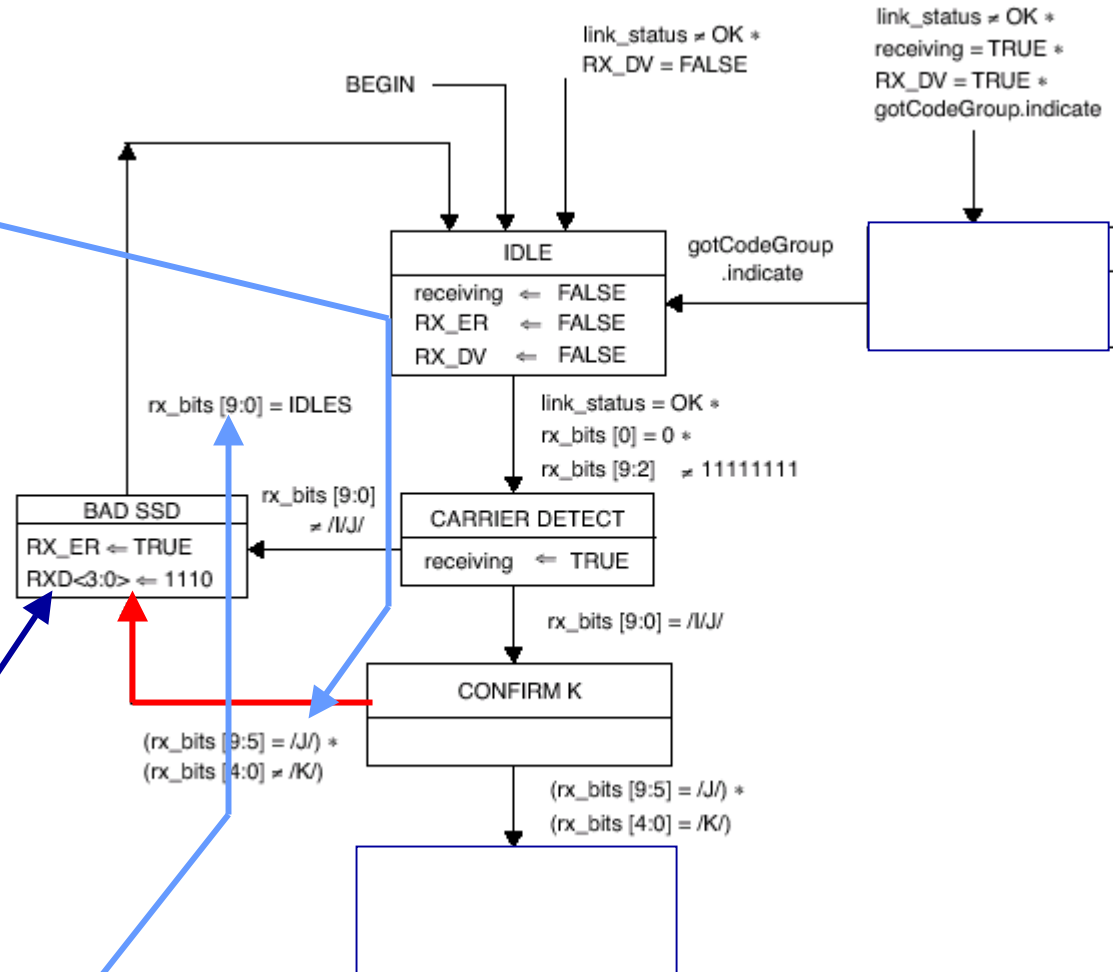 link_status ≠ OK *
RX_DV = FALSE
link_status ≠ OK *
receiving = TRUE *
RX_DV = TRUE *
gotCodeGroup.indicate
BEGIN
IDLE
receiving ⇐ FALSE
RX_ER ⇐ FALSE
RX_DV ⇐ FALSE
gotCodeGroup
.indicate
rx_bits [9:0] = IDLES
link_status = OK *
rx_bits [0] = 0 *
rx_bits [9:2] ≠ 11111111
BAD SSD
RX_ER ⇐ TRUE
RXD<3:0> ⇐ 1110
rx_bits [9:0]
≠ /I/J/
CARRIER DETECT
receiving ⇐ TRUE
rx_bits [9:0] = /I/J/
CONFIRM K
(rx_bits [9:5] = /J/) *
(rx_bits [4:0] ≠ /K/)
(rx_bits [9:5] = /J/) *
(rx_bits [4:0] = /K/)